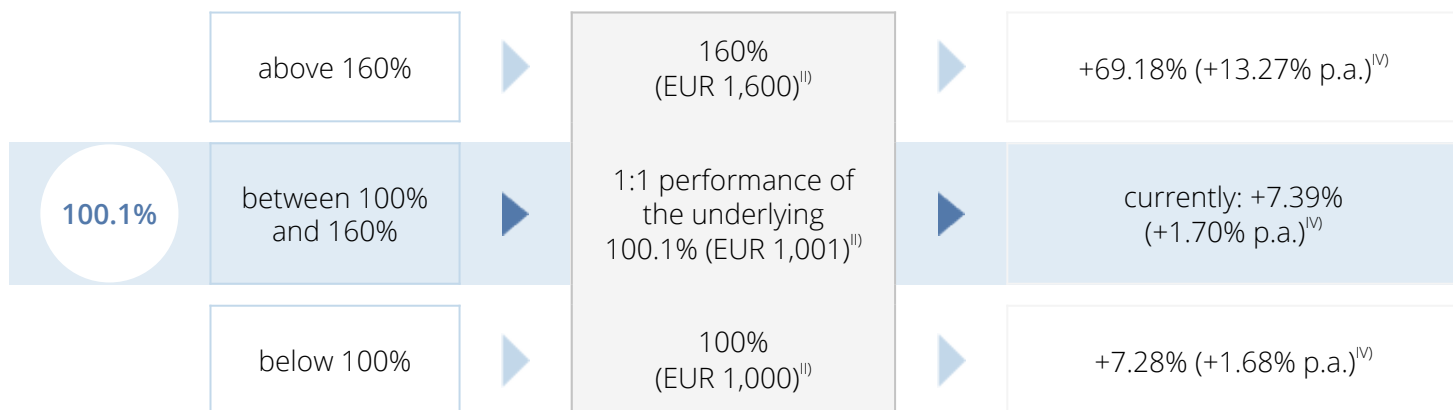 above 160%
160%
(EUR 1,600)II)
+69.18% (+13.27% p.a.)IV)
100.1%
between 100%
and 160%
1:1 performance of
the underlying
100.1% (EUR 1,001)II)
currently: +7.39%
(+1.70% p.a.)IV)
below 100%
100%
(EUR 1,000)II)
+7.28% (+1.68% p.a.)IV)